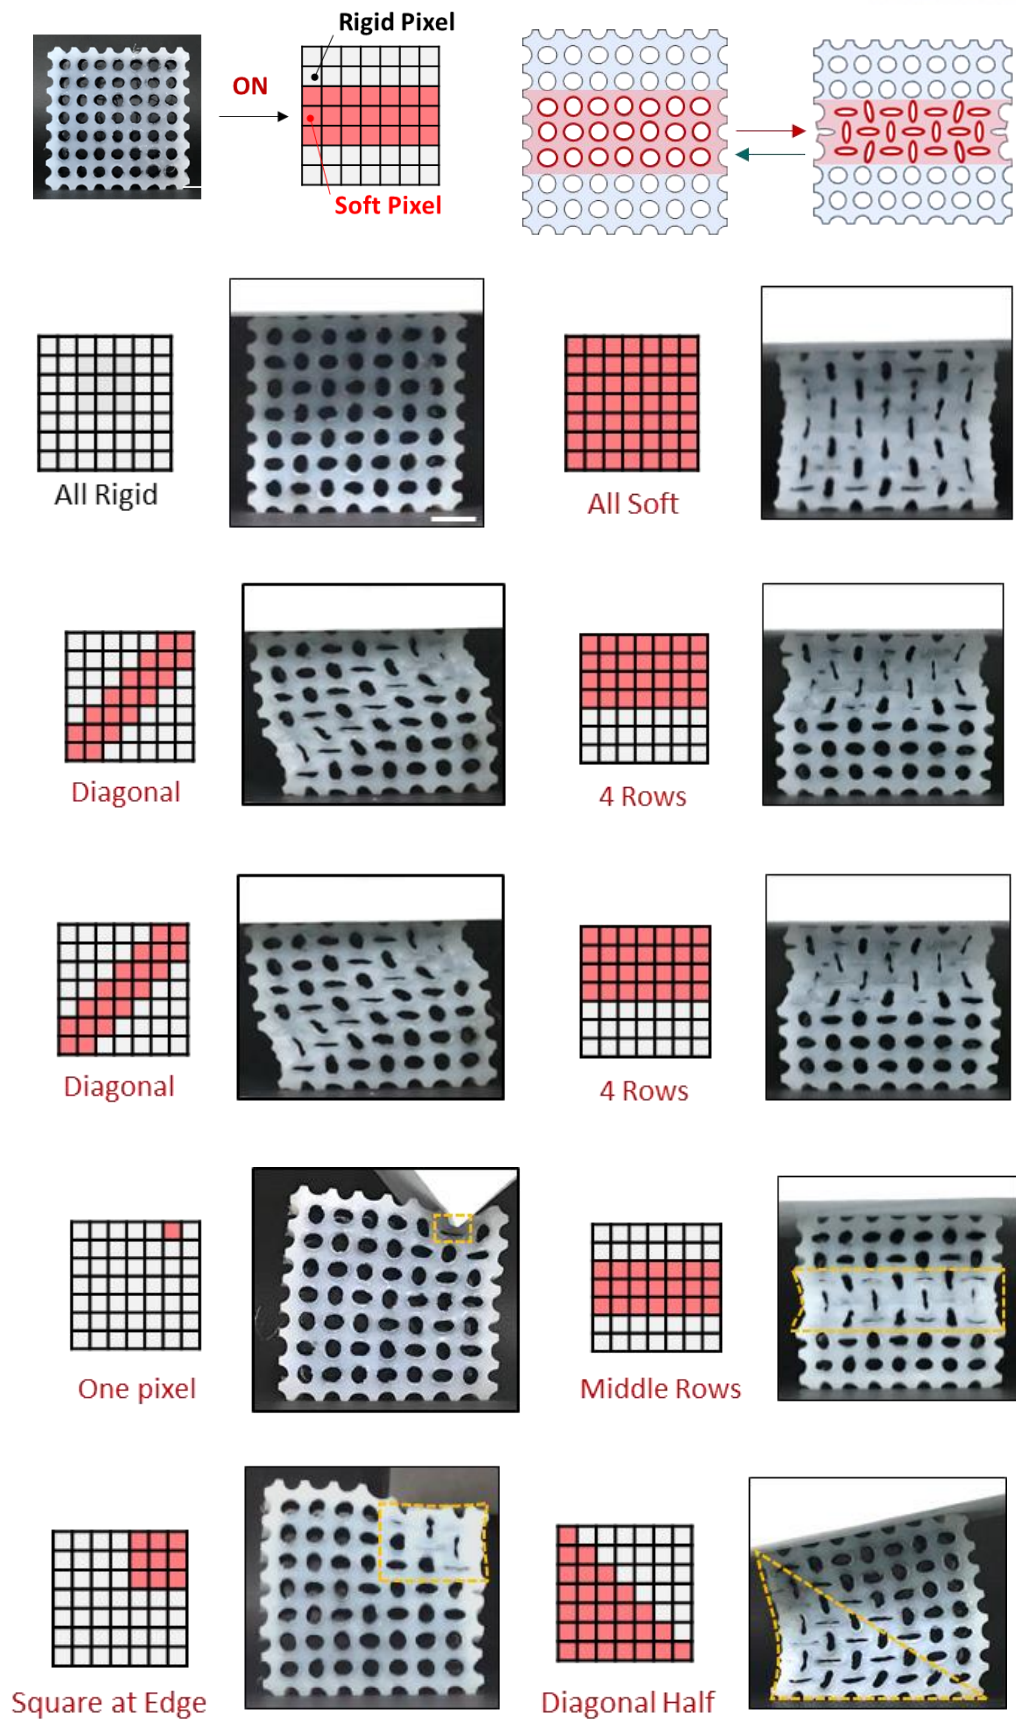 Rigid Pixel
ON
Soft Pixel
All Rigid
All Soft
Diagonal
4 Rows
Diagonal
4 Rows
One pixel
Middle Rows
Square at Edge
Diagonal Half